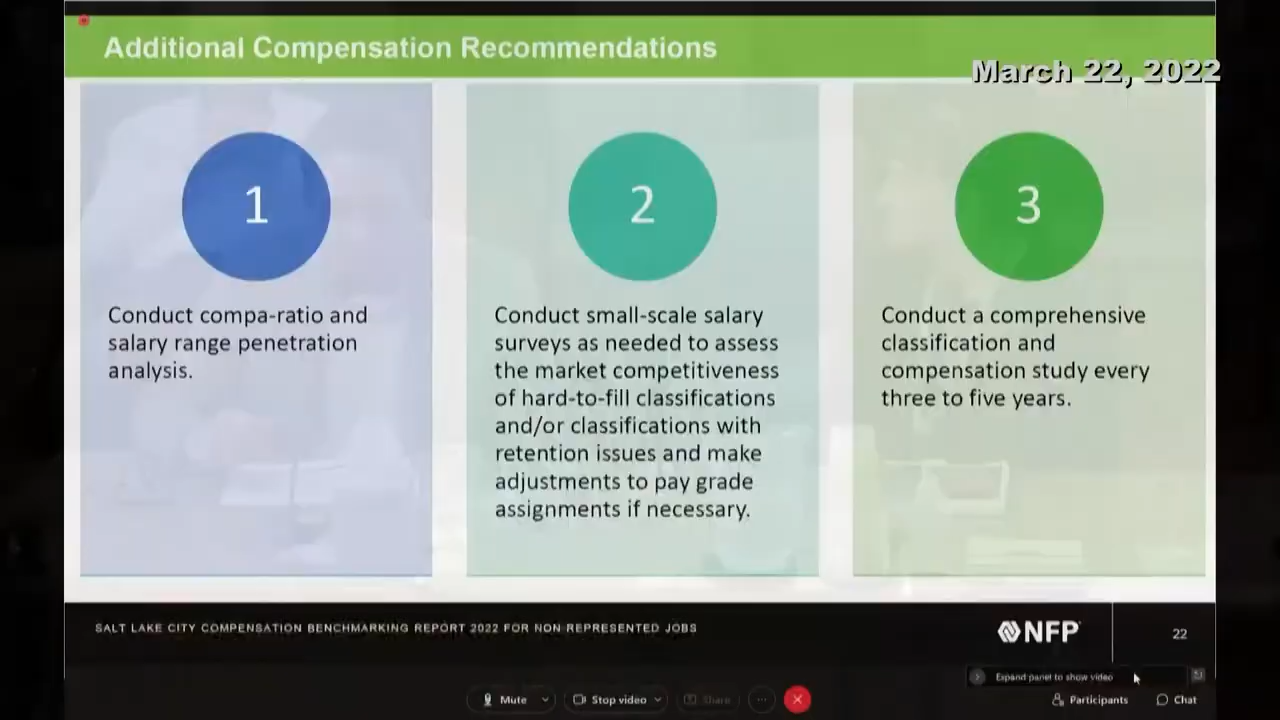 Additional Compensation Recommendations
March 22, 2022
1
Conduct compa-ratio and
salary range penetration
analysis.
2
Conduct small-scale salary
surveys as needed to assess
the market competitiveness
of hard-to-fill classifications
and/or classifications with
retention issues and make
adjustments to pay grade
assignments if necessary.
3
Conduct a comprehensive
classification and
compensation study every
three to five years.
SALT LAKE CITY COMPENSATION BENCHMARKING REPORT 2022 FOR NON-REPRESENTED JOBS
NFP
22
Expand panel to show video
Mute
Stop video
Share
Participants
Chat